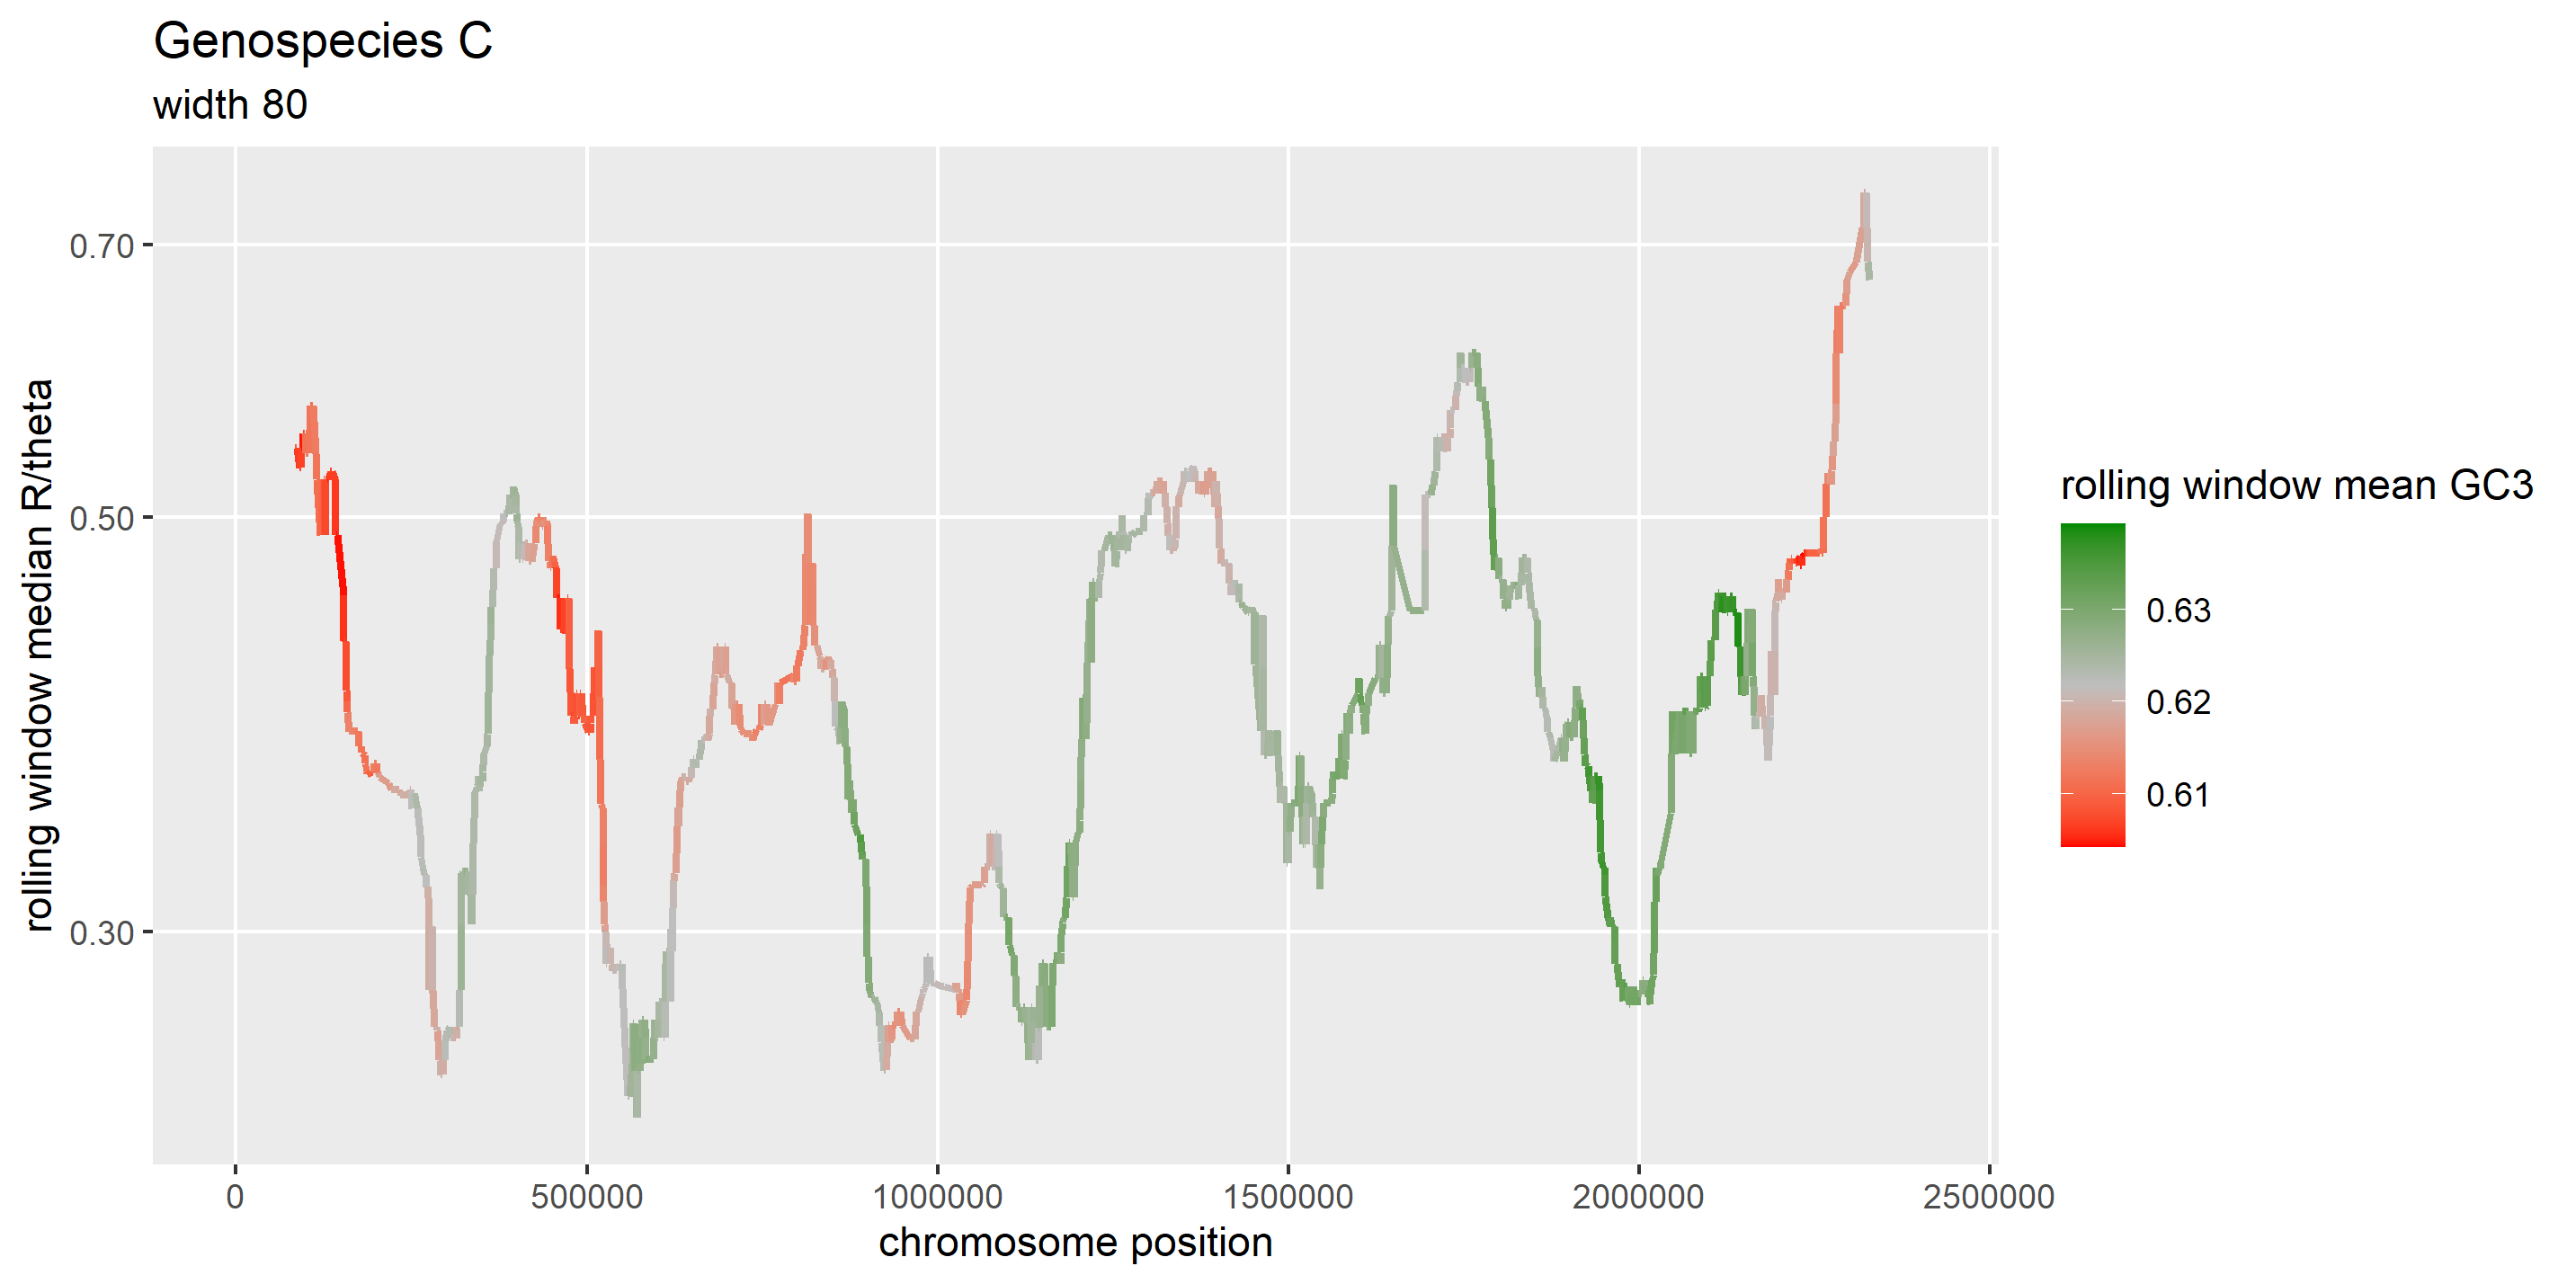 Genospecies C
width 80
rolling window median R/theta
0.70
0.50
0.30
0
500000
1000000
1500000
2000000
2500000
chromosome position
rolling window mean GC3
0.63
0.62
0.61